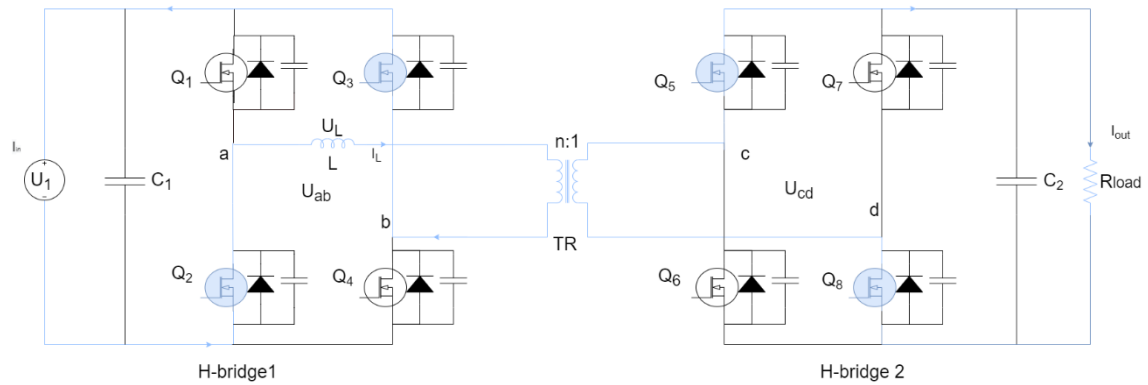 Q1
Q3
Q5
Q7
UL
n:1
Iout
Iin
a
L
IL
c
U1
C1
Uab
Ucd
C2
Rload
b
d
TR
Q2
Q4
Q6
Q8
H-bridge1
H-bridge 2